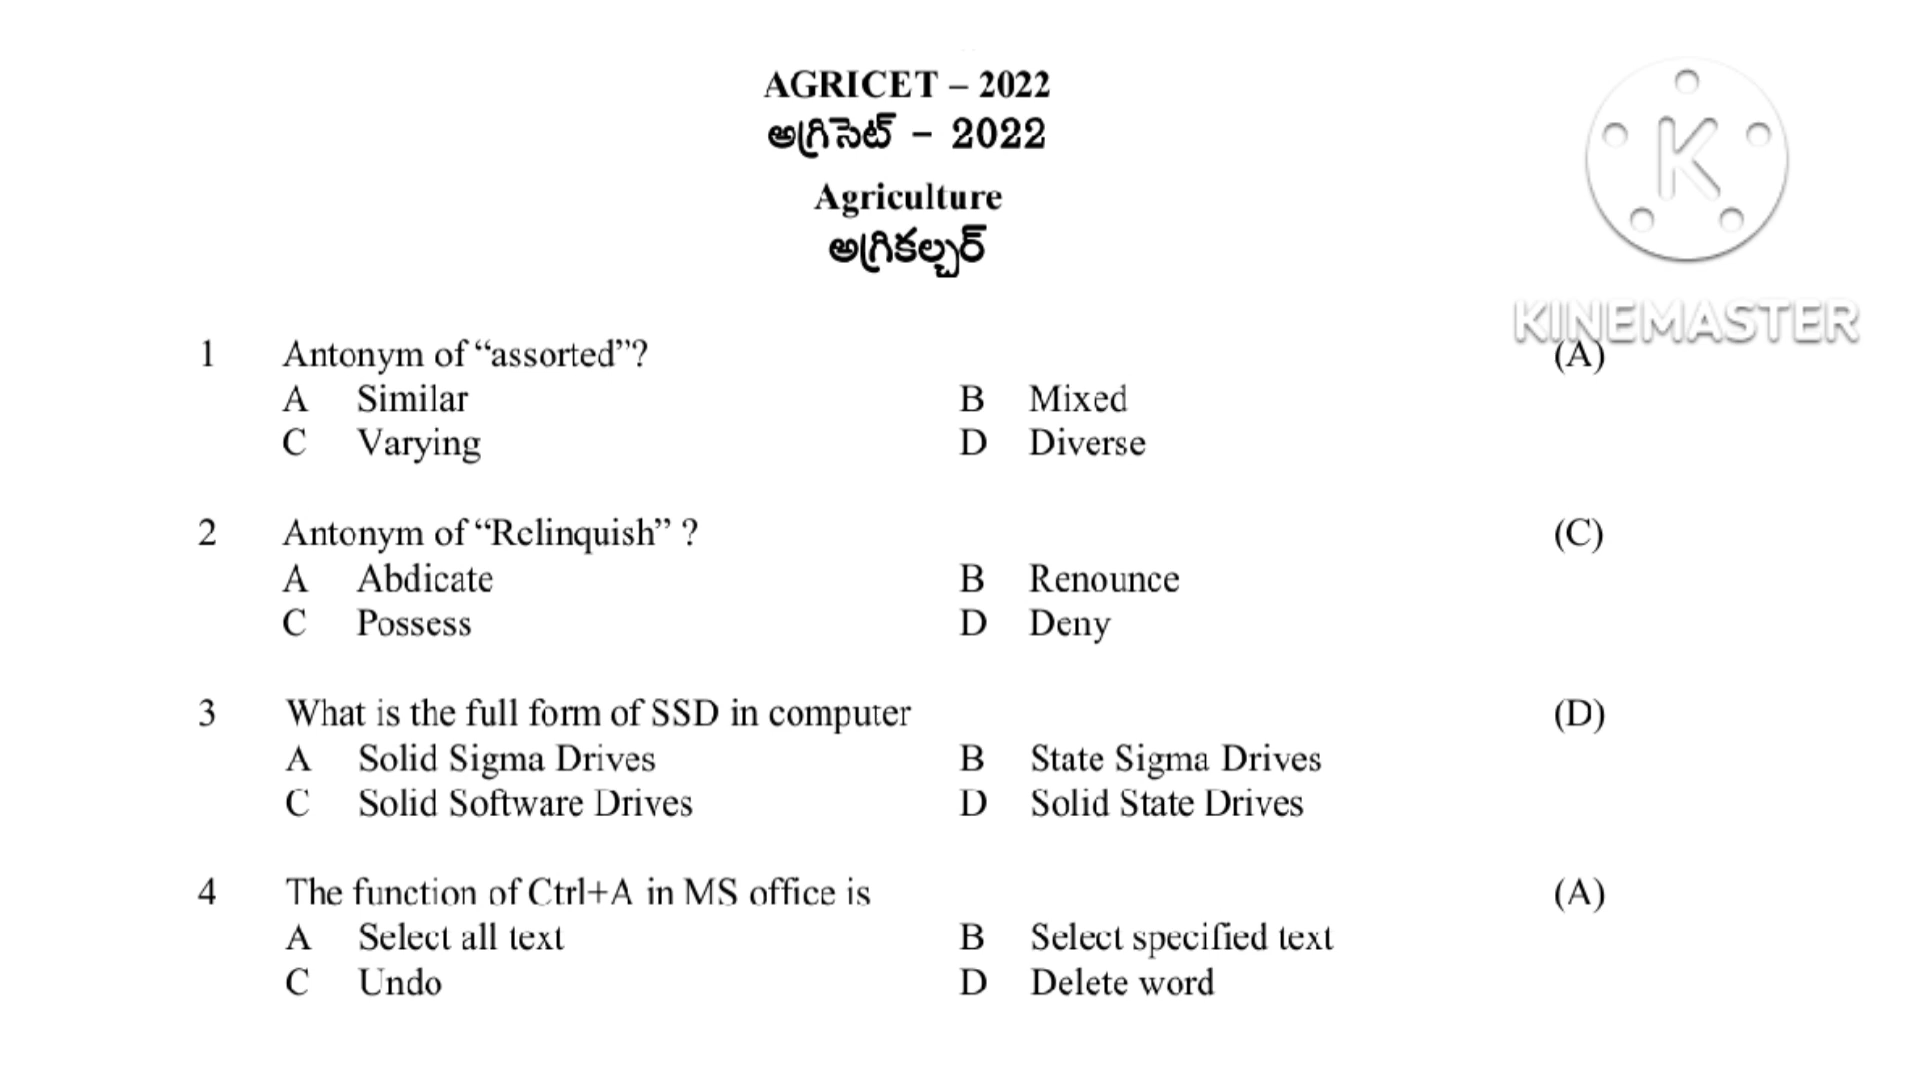 AGRICET – 2022
అగ్రిసెట్ – 2022
Agriculture
అగ్రికల్చర్
K
KINEMASTER
1 Antonym of “assorted”? (A)
A Similar B Mixed
C Varying D Diverse
2 Antonym of “Relinquish” ? (C)
A Abdicate B Renounce
C Possess D Deny
3 What is the full form of SSD in computer (D)
A Solid Sigma Drives B State Sigma Drives
C Solid Software Drives D Solid State Drives
4 The function of Ctrl+A in MS office is (A)
A Select all text B Select specified text
C Undo D Delete word